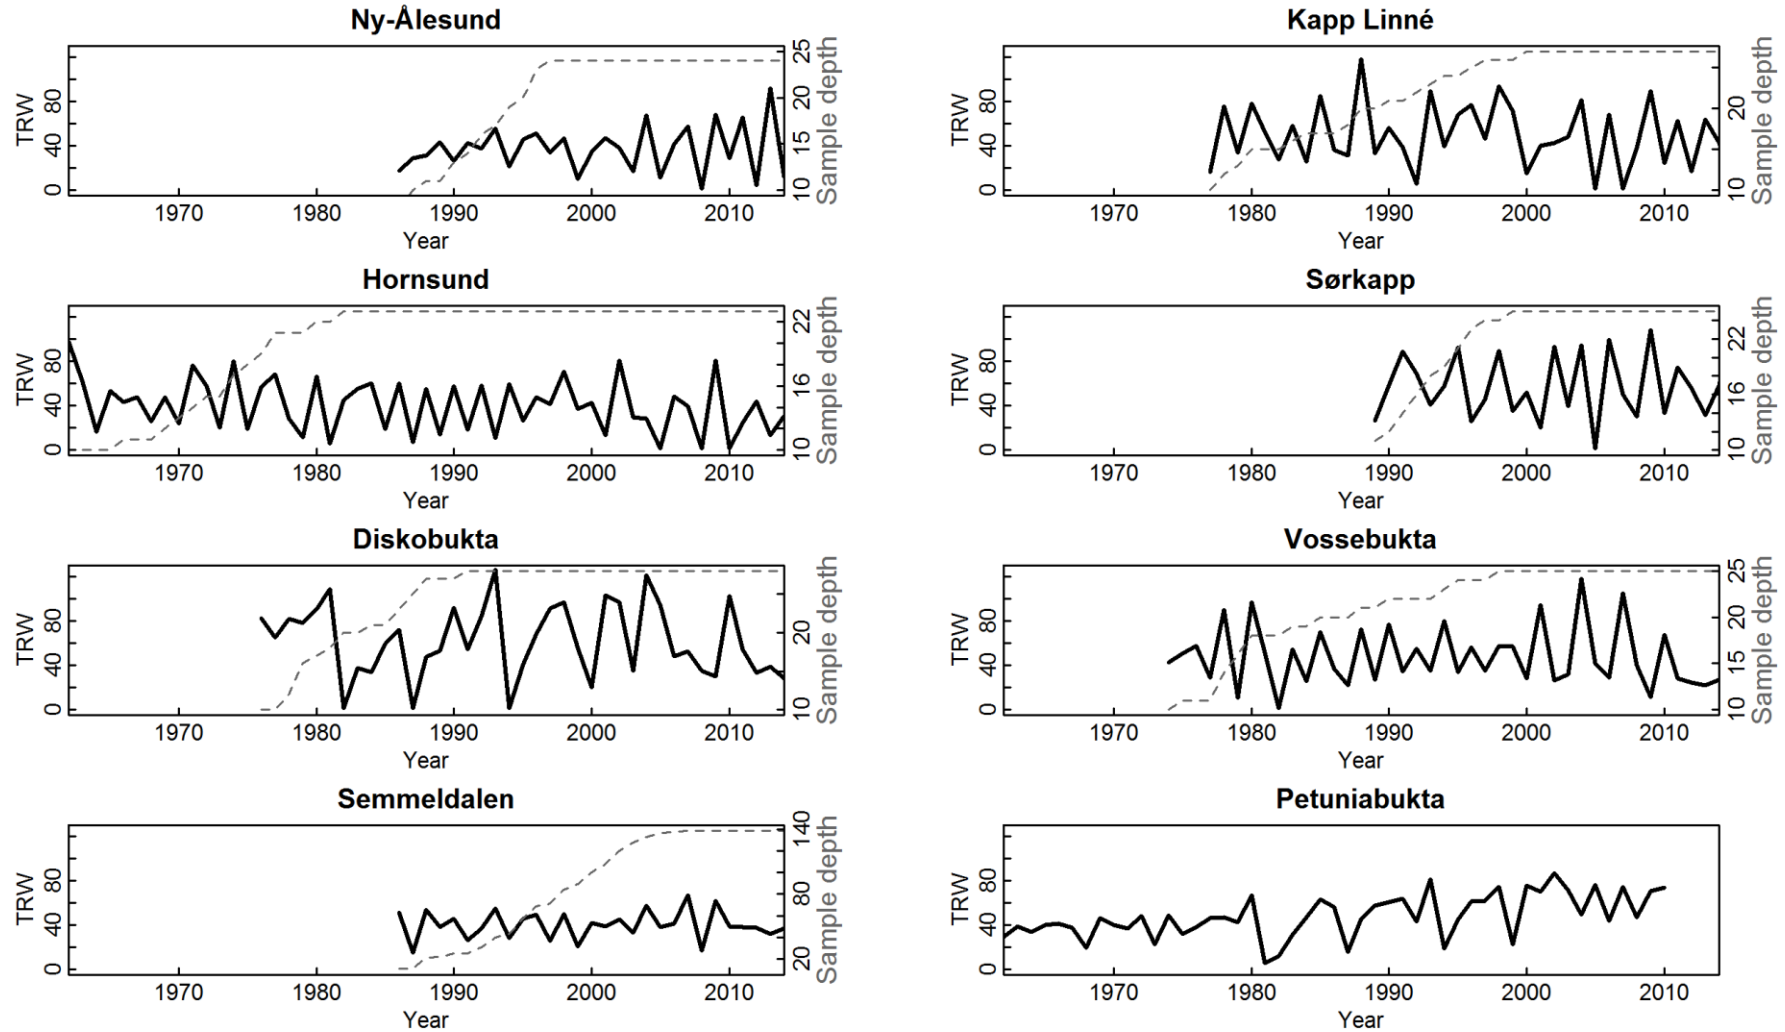 Ny-Ålesund
TRW
0 40 80
10 15 20 25
Sample depth
1970 1980 1990 2000 2010
Year
Kapp Linné
TRW
0 40 80
10 20
Sample depth
1970 1980 1990 2000 2010
Year
Hornsund
TRW
0 40 80
10 16 22
Sample depth
1970 1980 1990 2000 2010
Year
Sørkapp
TRW
0 40 80
10 16 22
Sample depth
1970 1980 1990 2000 2010
Year
Diskobukta
TRW
0 40 80
10 20
Sample depth
1970 1980 1990 2000 2010
Year
Vossebukta
TRW
0 40 80
10 15 20 25
Sample depth
1970 1980 1990 2000 2010
Year
Semmeldalen
TRW
0 40 80
20 80 140
Sample depth
1970 1980 1990 2000 2010
Year
Petuniabukta
TRW
0 40 80
1970 1980 1990 2000 2010
Year